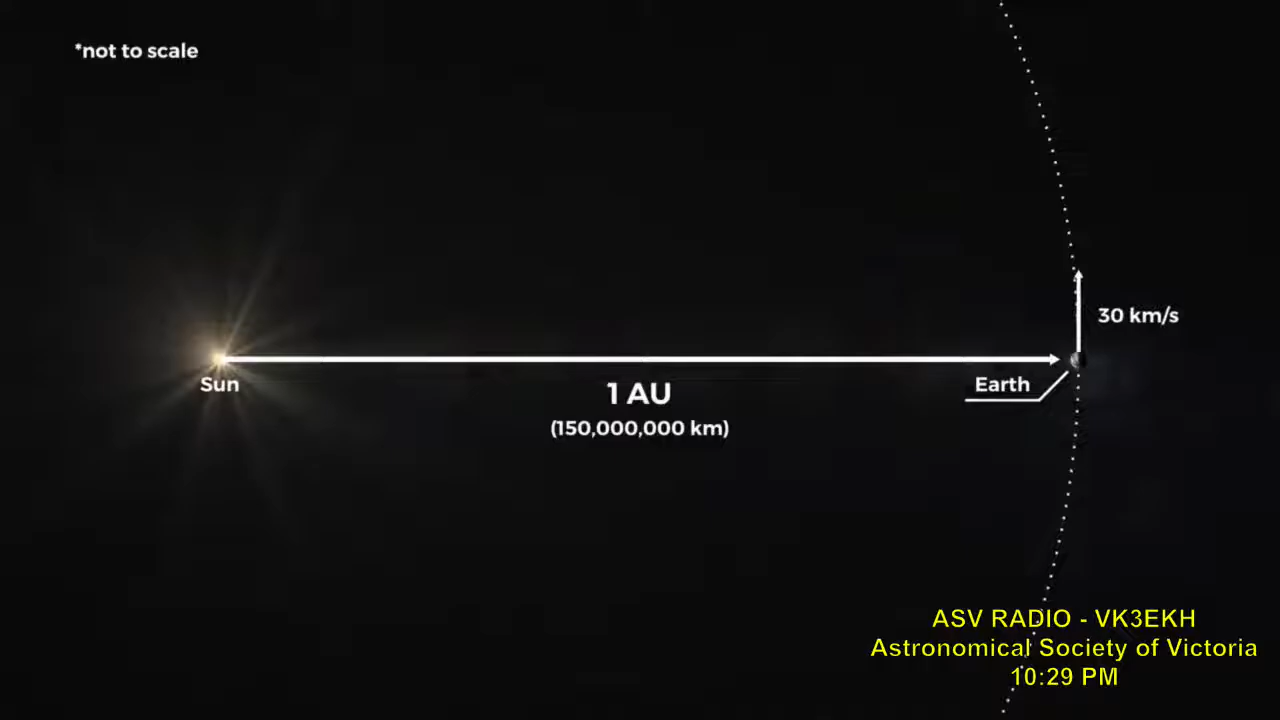 *not to scale
30 km/s
Sun
Earth
1 AU
(150,000,000 km)
ASV RADIO - VK3EKH
Astronomical Society of Victoria
10:29 PM